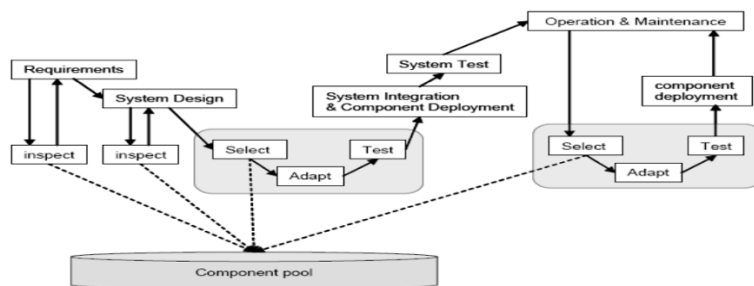 Operation & Maintenance
System Test
Requirements
System Design
System Integration
& Component Deployment
component
deployment
inspect
inspect
Select
Test
Adapt
Select
Test
Adapt
Component pool